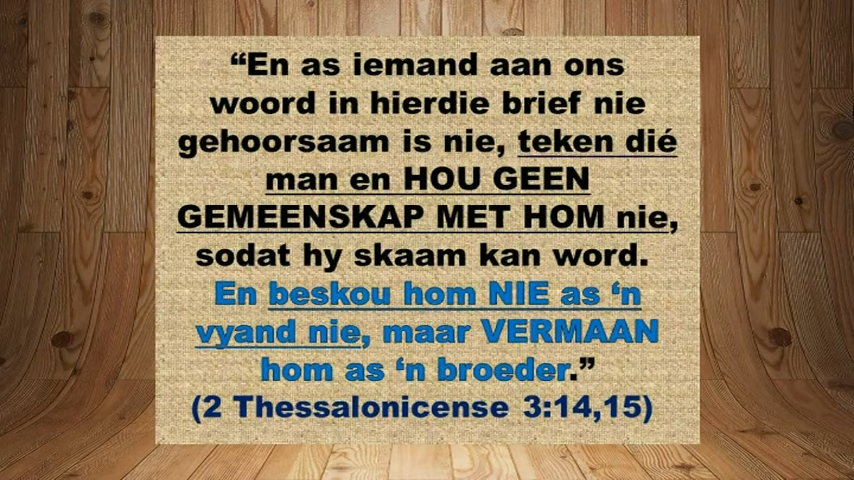 “En as iemand aan ons
woord in hierdie brief nie
gehoorsaam is nie, teken dié
man en HOU GEEN
GEMEENSKAP MET HOM nie,
sodat hy skaam kan word.
En beskou hom NIE as ‘n
vyand nie, maar VERMAAN
hom as ‘n broeder.”
(2 Thessalonicense 3:14,15)